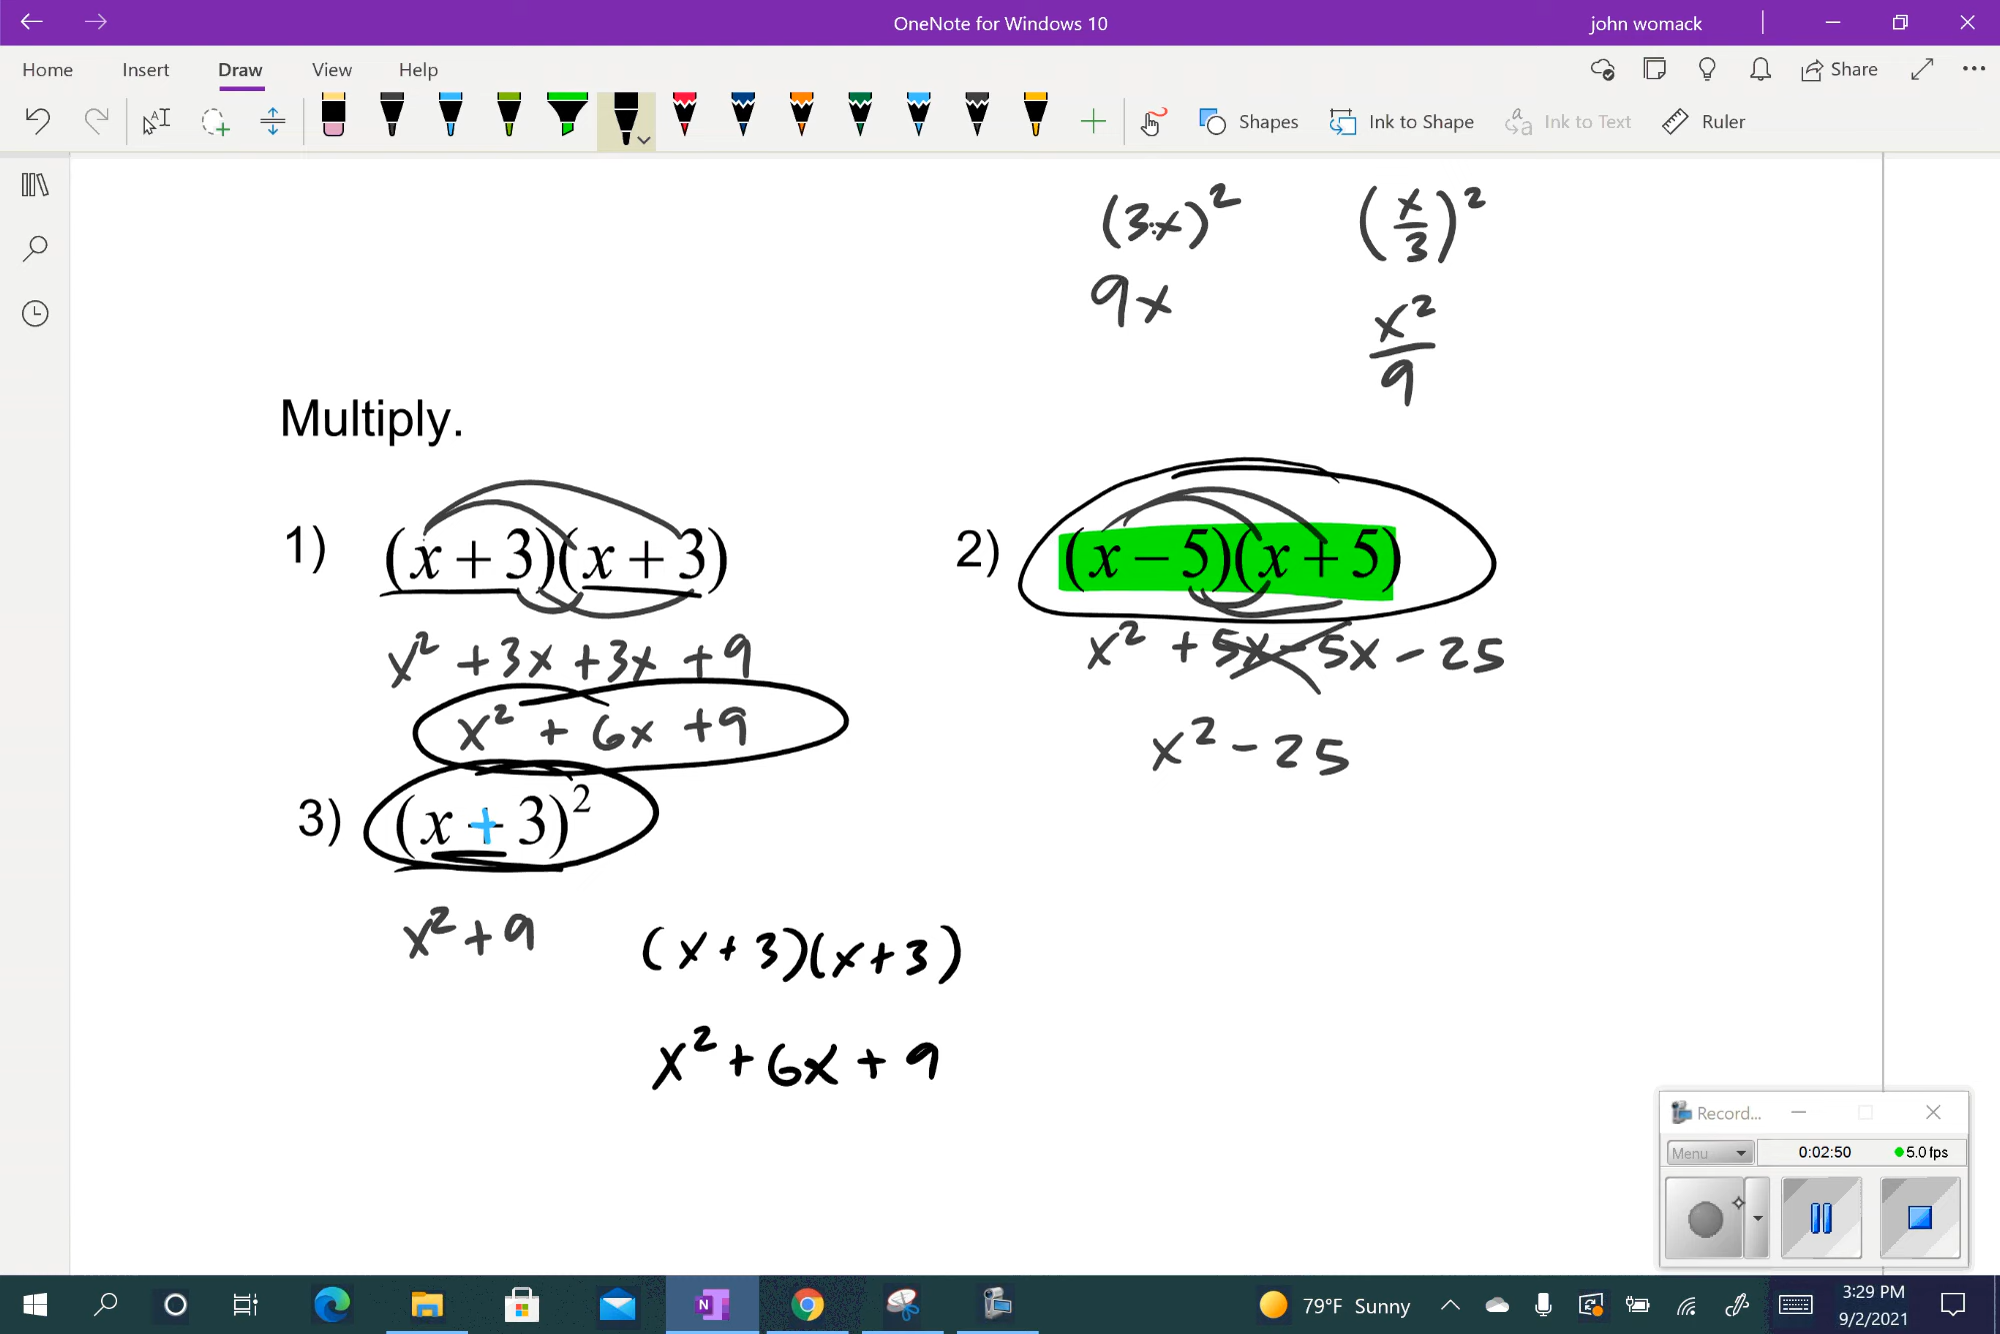 OneNote for Windows 10
john womack
Home Insert Draw View Help
Share
Shapes Ink to Shape Ink to Text Ruler
(3·x)² (x/3)²
9x x²/9
Multiply.
1) (x + 3)(x + 3)
x² + 3x + 3x + 9
x² + 6x + 9
2) (x − 5)(x + 5)
x² + 5x − 5x − 25
x² − 25
3) (x + 3)²
x² + 9
(x + 3)(x + 3)
x² + 6x + 9
Record...
Menu 0:02:50 5.0 fps
79°F Sunny
3:29 PM
9/2/2021